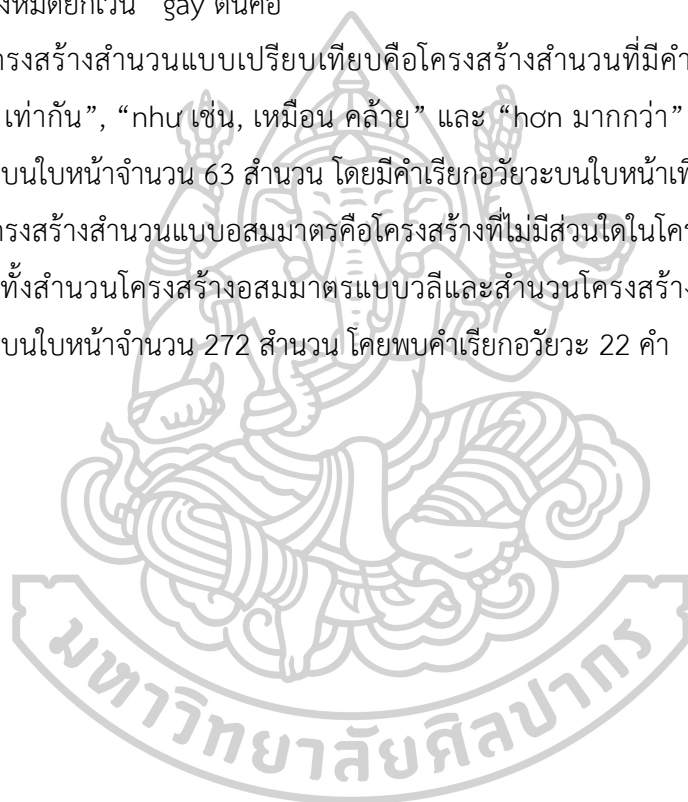 งหมดยกเว้น "gáy ต้นคอ"
ครงสร้างสำนวนแบบเปรียบเทียบคือโครงสร้างสำนวนที่มีคำ
เท่ากัน", "như เช่น, เหมือน คล้าย" และ "hơn มากกว่า"
บนใบหน้าจำนวน 63 สำนวน โดยมีคำเรียกอวัยวะบนใบหน้าเพี
ครงสร้างสำนวนแบบอสมมาตรคือโครงสร้างที่ไม่มีส่วนใดในโคร
ทั้งสำนวนโครงสร้างอสมมาตรแบบวลีและสำนวนโครงสร้าง
บนใบหน้าจำนวน 272 สำนวน โคยพบคำเรียกอวัยวะ 22 คำ
มหาวิทยาลัยศิลปากร